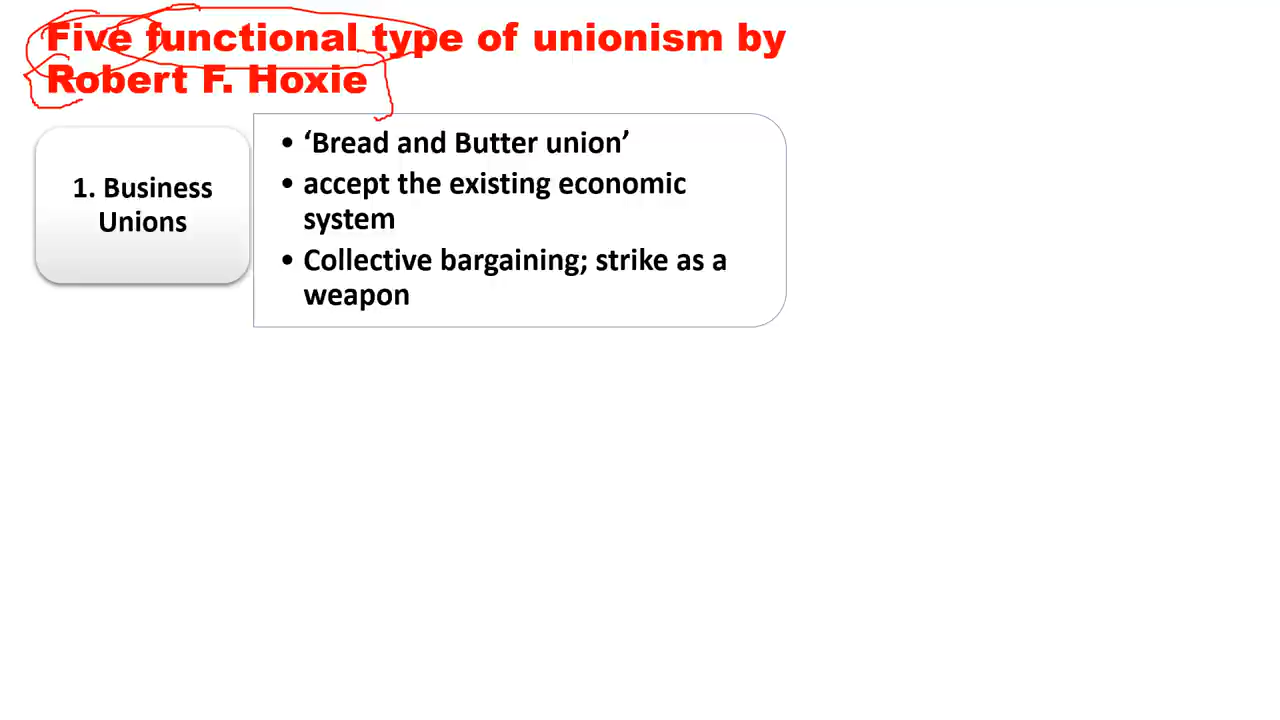 Five functional type of unionism by
Robert F. Hoxie
1. Business
Unions
• ‘Bread and Butter union’
• accept the existing economic
system
• Collective bargaining; strike as a
weapon